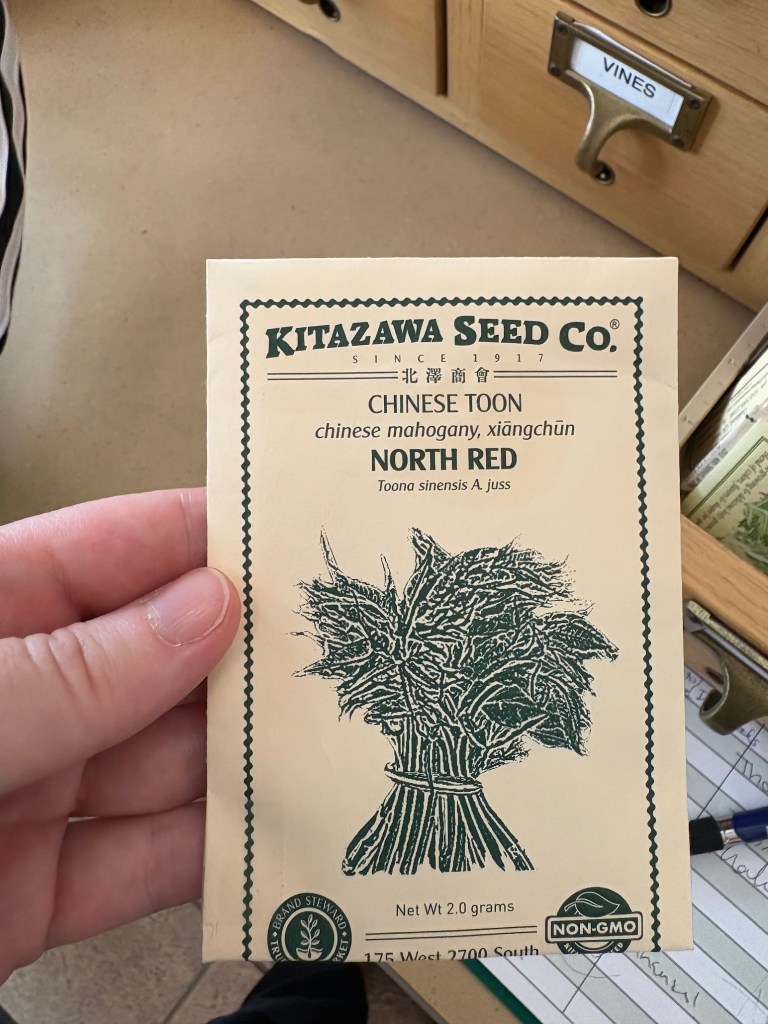 VINES
KITAZAWA SEED CO.®
SINCE 1917
北澤商會
CHINESE TOON
chinese mahogany, xiāngchūn
NORTH RED
Toona sinensis A. juss
Net Wt 2.0 grams
BRAND STEWARD
NON-GMO
175 West 2700 South